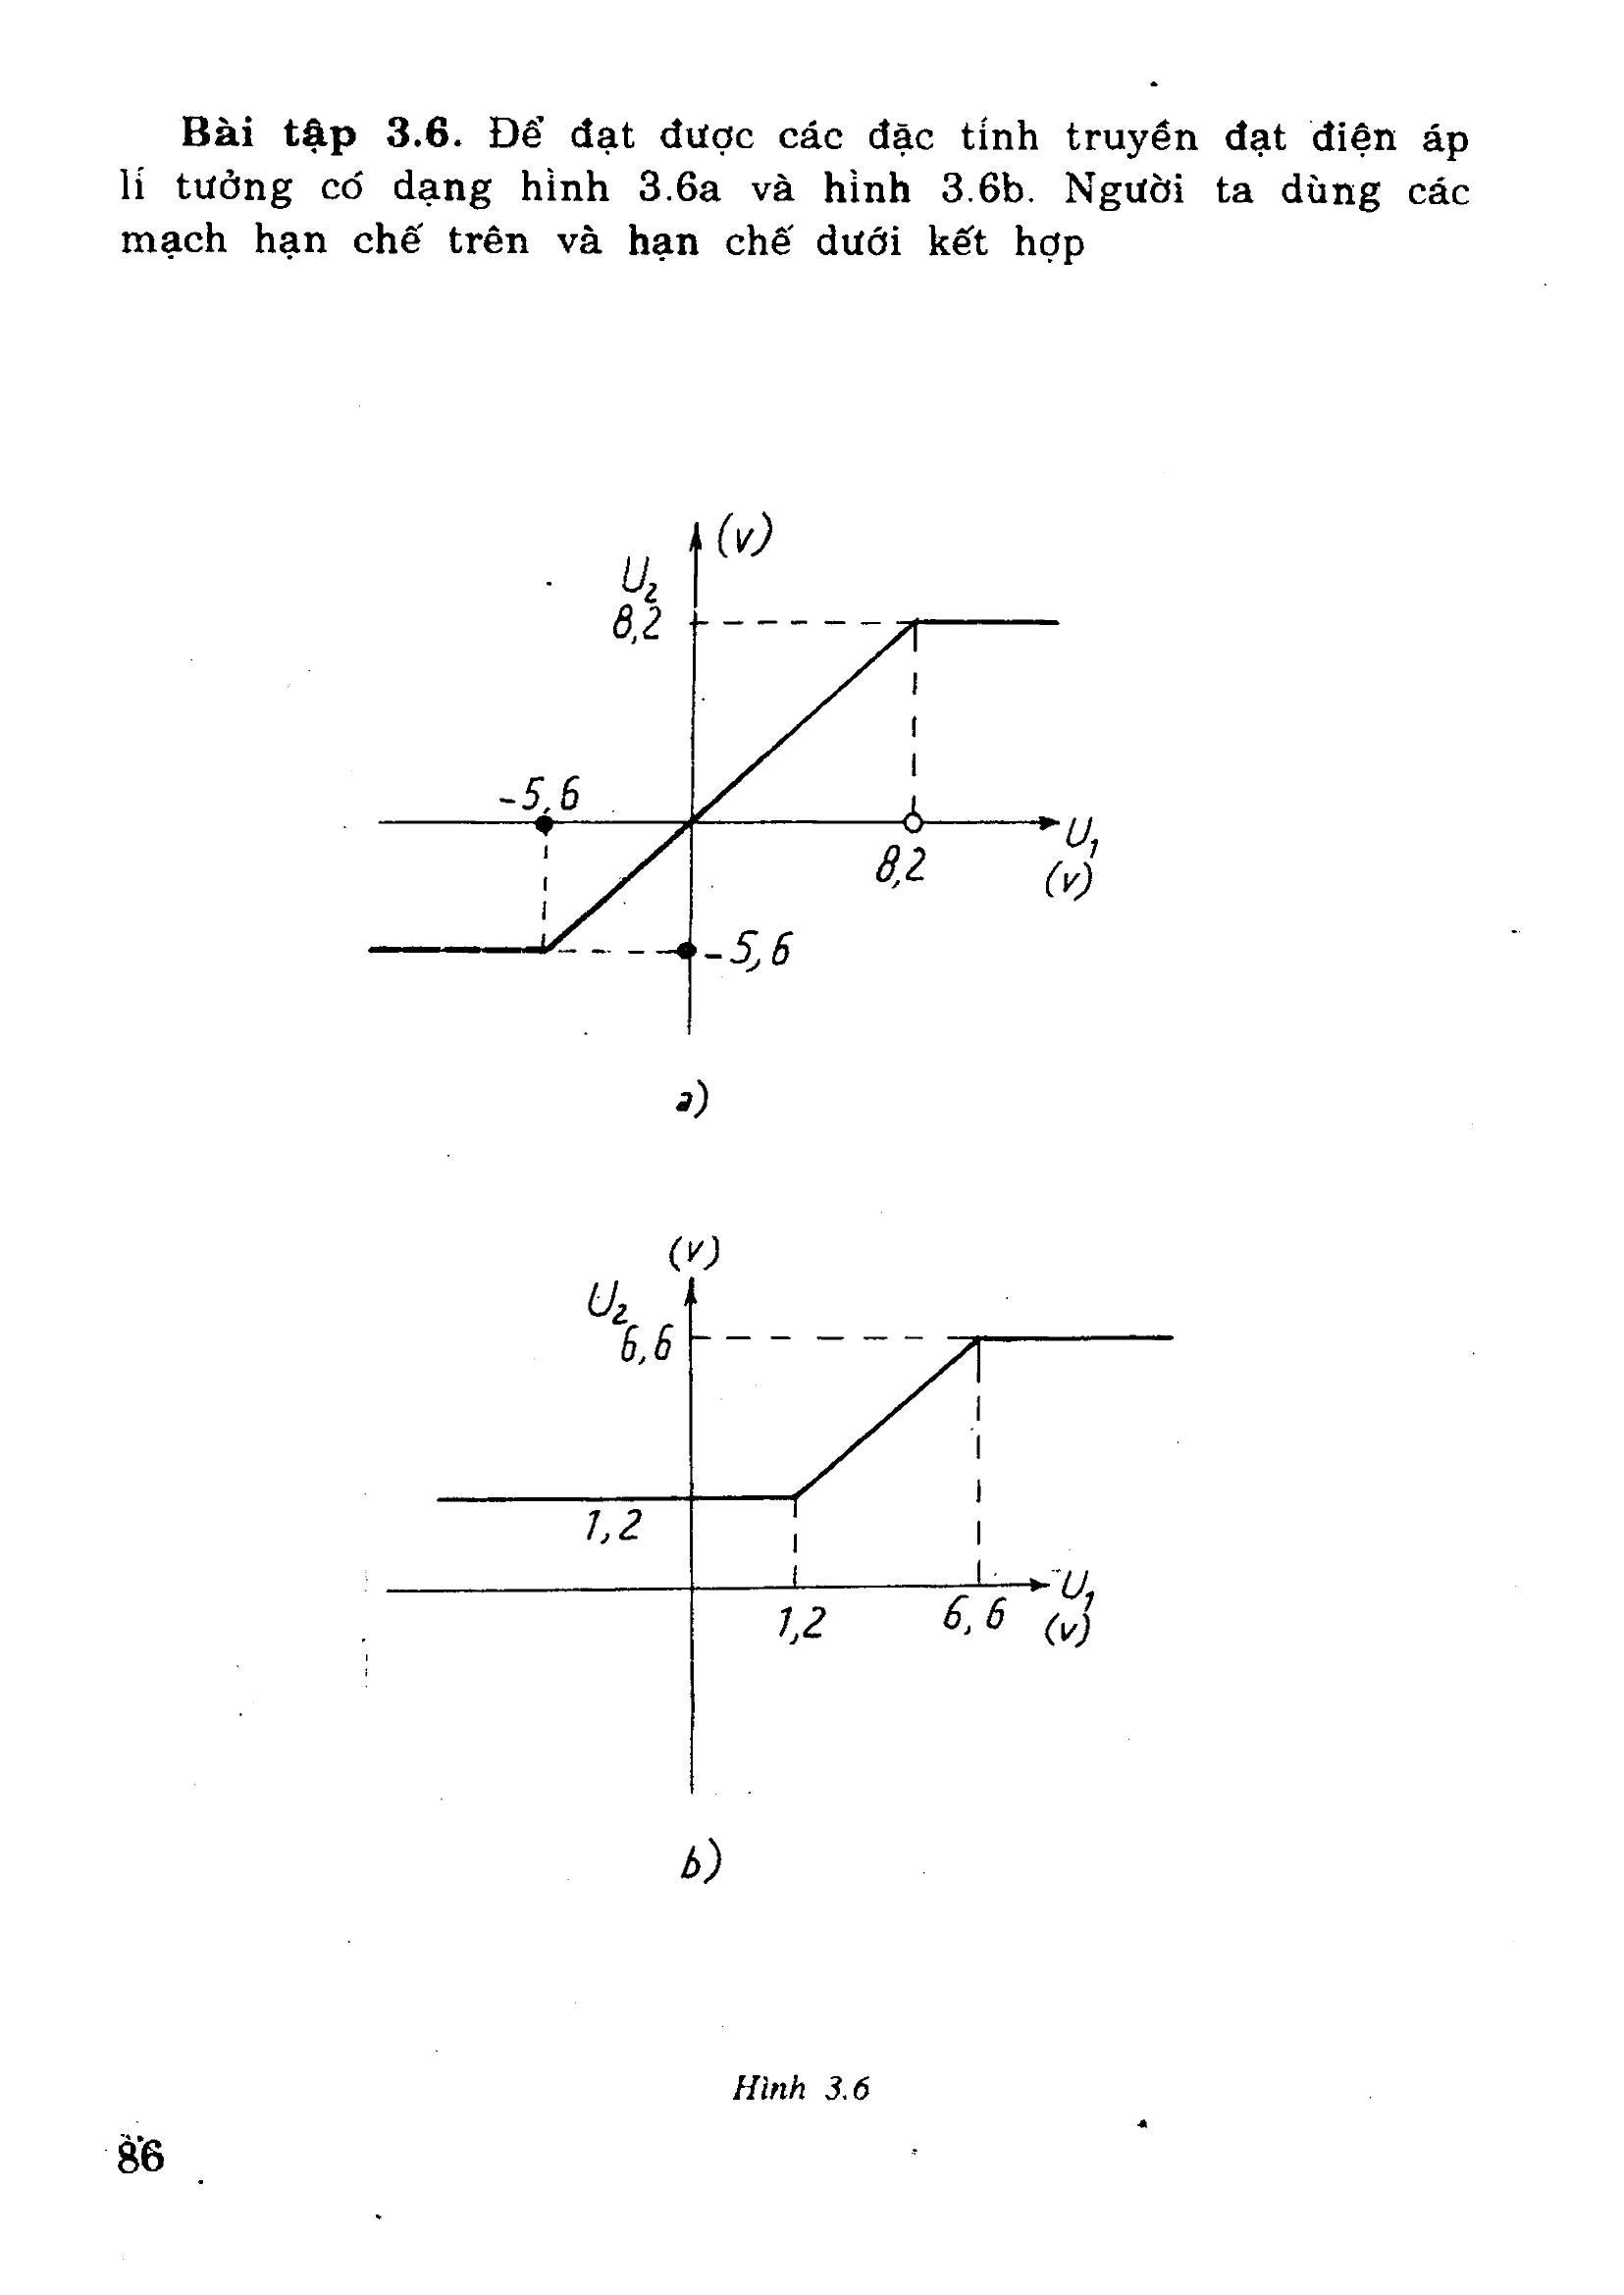 Bài tập 3.6. Để đạt được các đặc tính truyền đạt điện áp
lí tưởng có dạng hình 3.6a và hình 3.6b. Người ta dùng các
mạch hạn chế trên và hạn chế dưới kết hợp
(v)
U2
8,2
-5,6
U1
8,2
(v)
-5,6
a)
(v)
U2
6,6
1,2
U1
1,2
6,6
(v)
b)
Hình 3.6
86